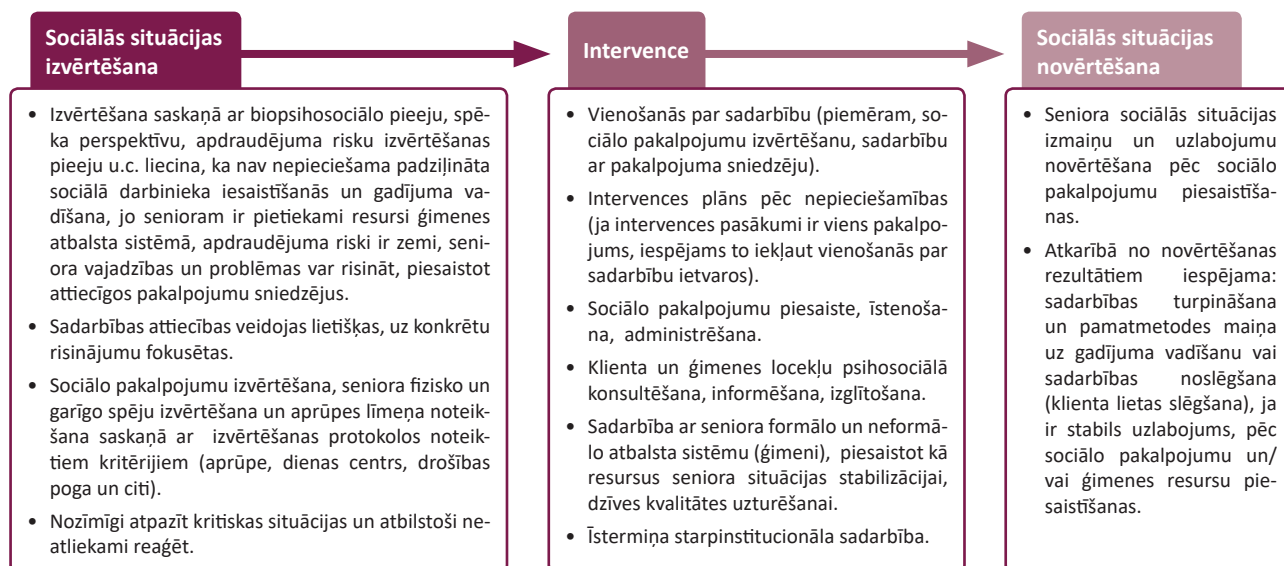 Sociālās situācijas
izvērtēšana
• Izvērtēšana saskaņā ar biopsihosociālo pieeju, spē-
ka perspektīvu, apdraudējuma risku izvērtēšanas
pieeju u.c. liecina, ka nav nepieciešama padziļināta
sociālā darbinieka iesaistīšanās un gadījuma va-
dīšana, jo senioram ir pietiekami resursi ģimenes
atbalsta sistēmā, apdraudējuma riski ir zemi, seni-
ora vajadzības un problēmas var risināt, piesaistot
attiecīgos pakalpojumu sniedzējus.
• Sadarbības attiecības veidojas lietišķas, uz konkrētu
risinājumu fokusētas.
• Sociālo pakalpojumu izvērtēšana, seniora fizisko un
garīgo spēju izvērtēšana un aprūpes līmeņa noteik-
šana saskaņā ar izvērtēšanas protokolos noteik-
tiem kritērijiem (aprūpe, dienas centrs, drošības
poga un citi).
• Nozīmīgi atpazīt kritiskas situācijas un atbilstoši ne-
atliekami reaģēt.
Intervence
• Vienošanās par sadarbību (piemēram, so-
ciālo pakalpojumu izvērtēšanu, sadarbību
ar pakalpojuma sniedzēju).
• Intervences plāns pēc nepieciešamības
(ja intervences pasākumi ir viens pakalpo-
jums, iespējams to iekļaut vienošanās par
sadarbību ietvaros).
• Sociālo pakalpojumu piesaiste, īstenoša-
na, administrēšana.
• Klienta un ģimenes locekļu psihosociālā
konsultēšana, informēšana, izglītošana.
• Sadarbība ar seniora formālo un neformā-
lo atbalsta sistēmu (ģimeni), piesaistot kā
resursus seniora situācijas stabilizācijai,
dzīves kvalitātes uzturēšanai.
• Īstermiņa starpinstitucionāla sadarbība.
Sociālās situācijas
novērtēšana
• Seniora sociālās situācijas
izmaiņu un uzlabojumu
novērtēšana pēc sociālo
pakalpojumu piesaistīša-
nas.
• Atkarībā no novērtēšanas
rezultātiem iespējama:
sadarbības turpināšana
un pamatmetodes maiņa
uz gadījuma vadīšanu vai
sadarbības noslēgšana
(klienta lietas slēgšana), ja
ir stabils uzlabojums, pēc
sociālo pakalpojumu un/
vai ģimenes resursu pie-
saistīšanas.